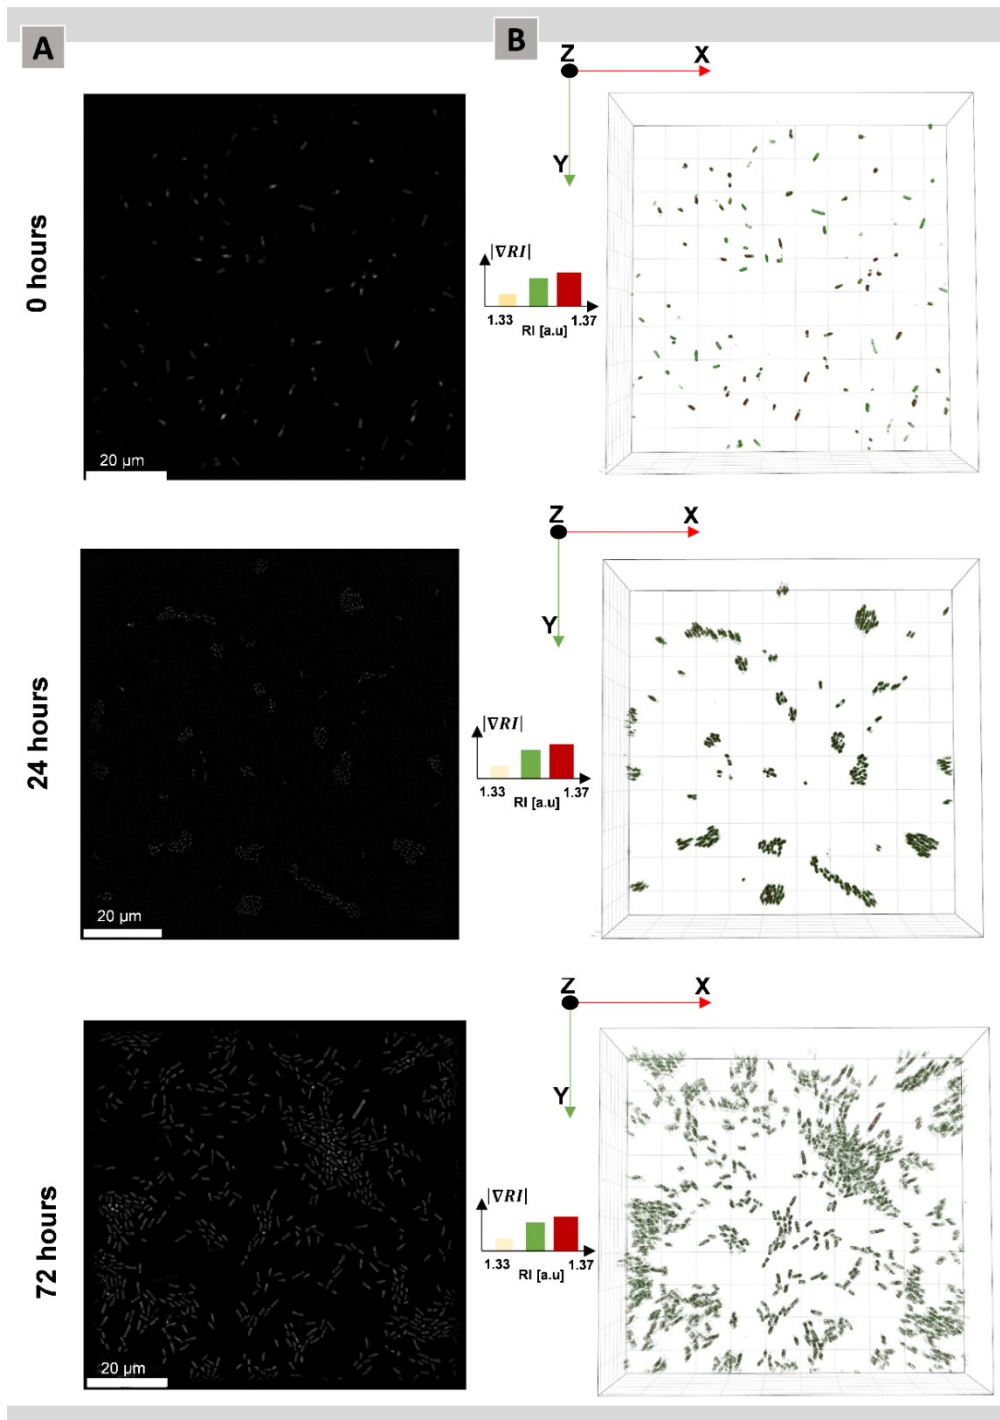 A
B
Z
X
Y
0 hours
|∇RI|
1.33
1.37
RI [a.u]
20 µm
Z
X
Y
24 hours
|∇RI|
1.33
1.37
RI [a.u]
20 µm
Z
X
Y
72 hours
|∇RI|
1.33
1.37
RI [a.u]
20 µm